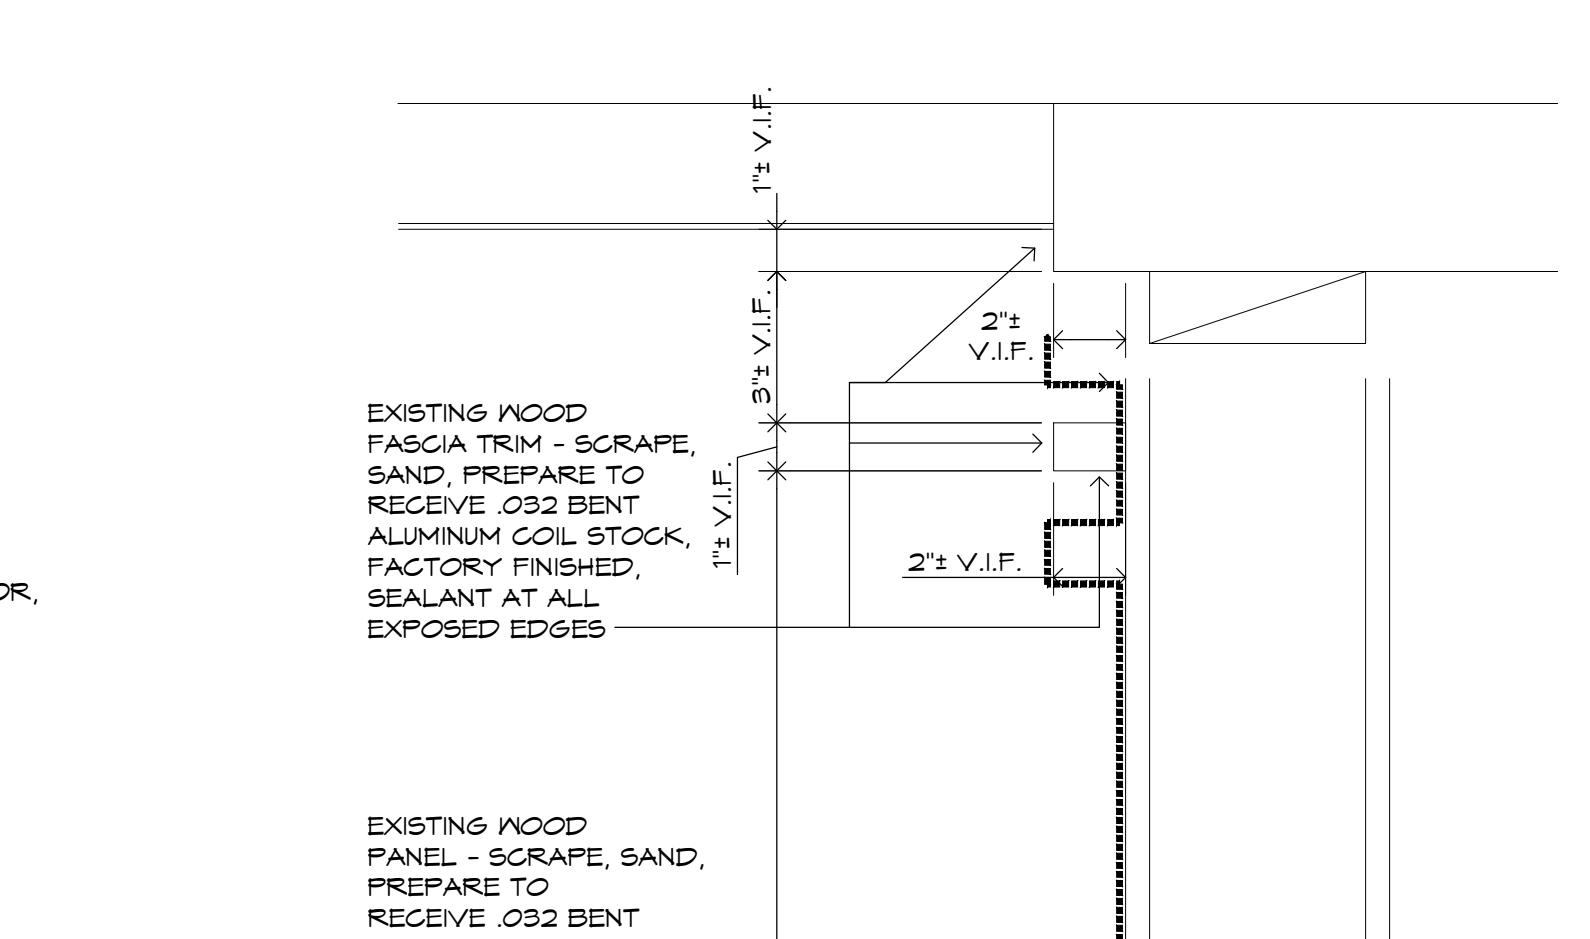 1"± V.I.F.
3"± V.I.F.
2"±
V.I.F.
EXISTING WOOD
FASCIA TRIM - SCRAPE,
SAND, PREPARE TO
RECEIVE .032 BENT
ALUMINUM COIL STOCK,
FACTORY FINISHED,
SEALANT AT ALL
EXPOSED EDGES
1"± V.I.F.
2"± V.I.F.
OR,
EXISTING WOOD
PANEL - SCRAPE, SAND,
PREPARE TO
RECEIVE .032 BENT